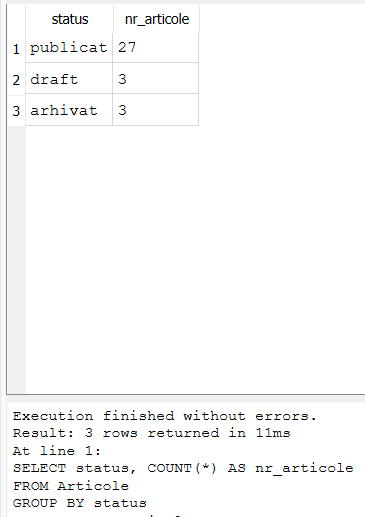 status nr_articole
1 publicat 27
2 draft 3
3 arhivat 3
Execution finished without errors.
Result: 3 rows returned in 11ms
At line 1:
SELECT status, COUNT(*) AS nr_articole
FROM Articole
GROUP BY status